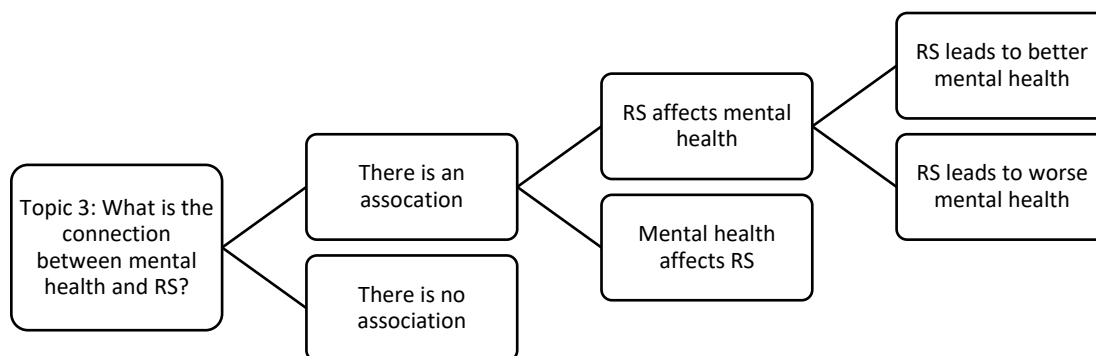 Topic 3: What is the
connection
between mental
health and RS?
There is an
assocation
There is no
association
RS affects mental
health
Mental health
affects RS
RS leads to better
mental health
RS leads to worse
mental health